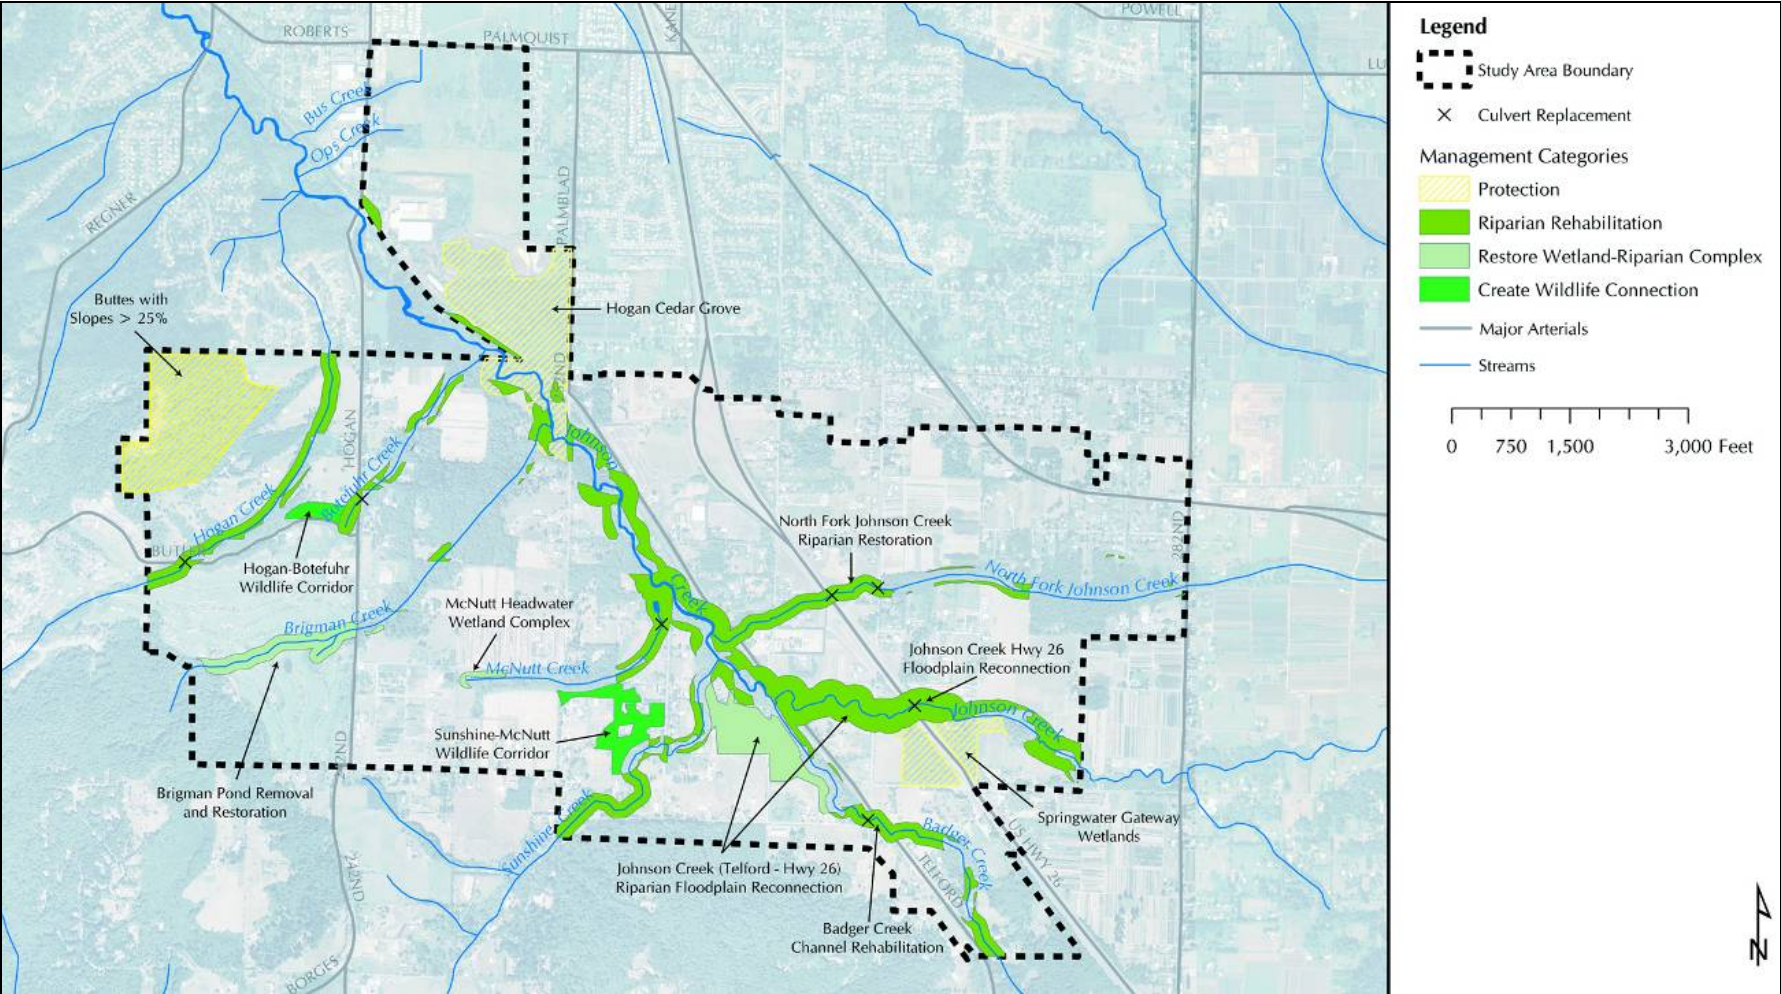 ROBERTS
PALMQUIST
KANE
POWELL
LU
Bus Creek
Ops Creek
REGNER
PALMBLAD
Buttes with
Slopes > 25%
Hogan Cedar Grove
HOGAN
Johnson
Creek
Hogan Creek
Botefuhr Creek
BUTLER
Hogan-Botefuhr
Wildlife Corridor
North Fork Johnson Creek
Riparian Restoration
North Fork Johnson Creek
282ND
McNutt Headwater
Wetland Complex
Brigman Creek
McNutt Creek
Johnson Creek Hwy 26
Floodplain Reconnection
Johnson Creek
Sunshine-McNutt
Wildlife Corridor
Brigman Pond Removal
and Restoration
Springwater Gateway
Wetlands
Sunshine Creek
Badger Creek
US HWY 26
TELFORD
242ND
Johnson Creek (Telford - Hwy 26)
Riparian Floodplain Reconnection
Badger Creek
Channel Rehabilitation
BORGES
Legend
Study Area Boundary
Culvert Replacement
Management Categories
Protection
Riparian Rehabilitation
Restore Wetland-Riparian Complex
Create Wildlife Connection
Major Arterials
Streams
0 750 1,500 3,000 Feet
N